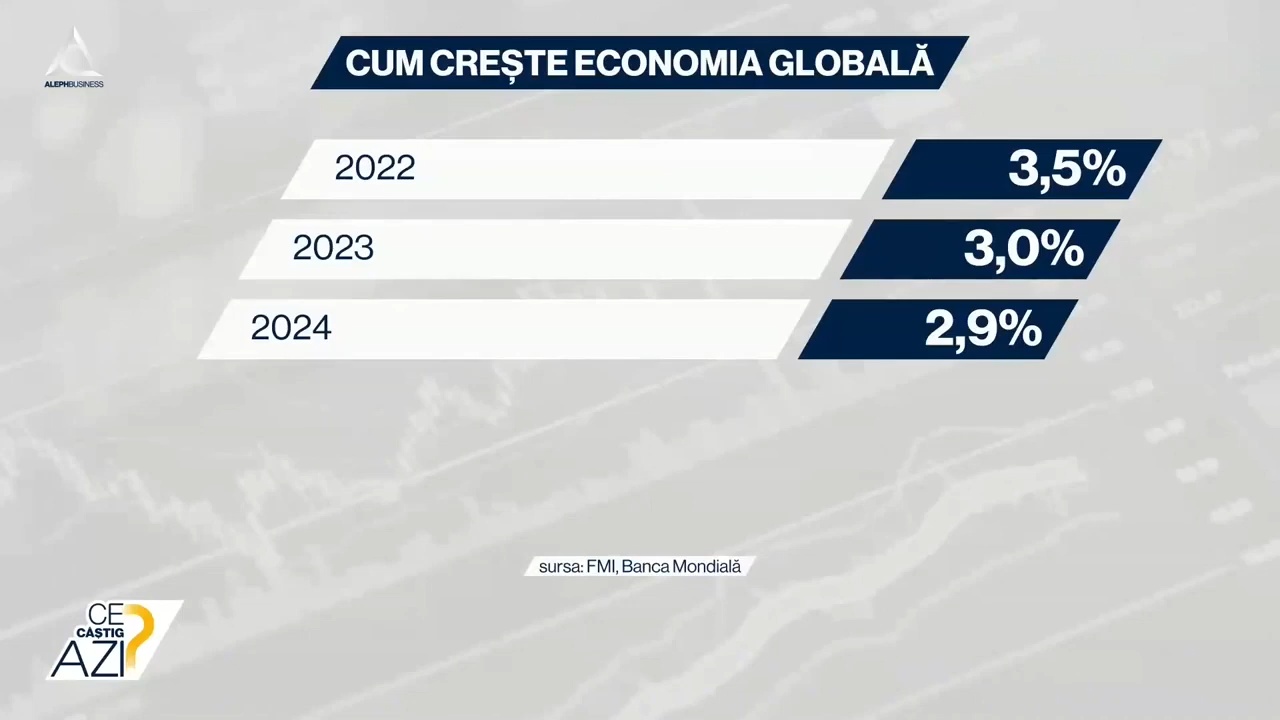 ALEPHBUSINESS
CUM CREȘTE ECONOMIA GLOBALĂ
2022 3,5%
2023 3,0%
2024 2,9%
sursa: FMI, Banca Mondială
CE
CÂȘTIG
AZI?